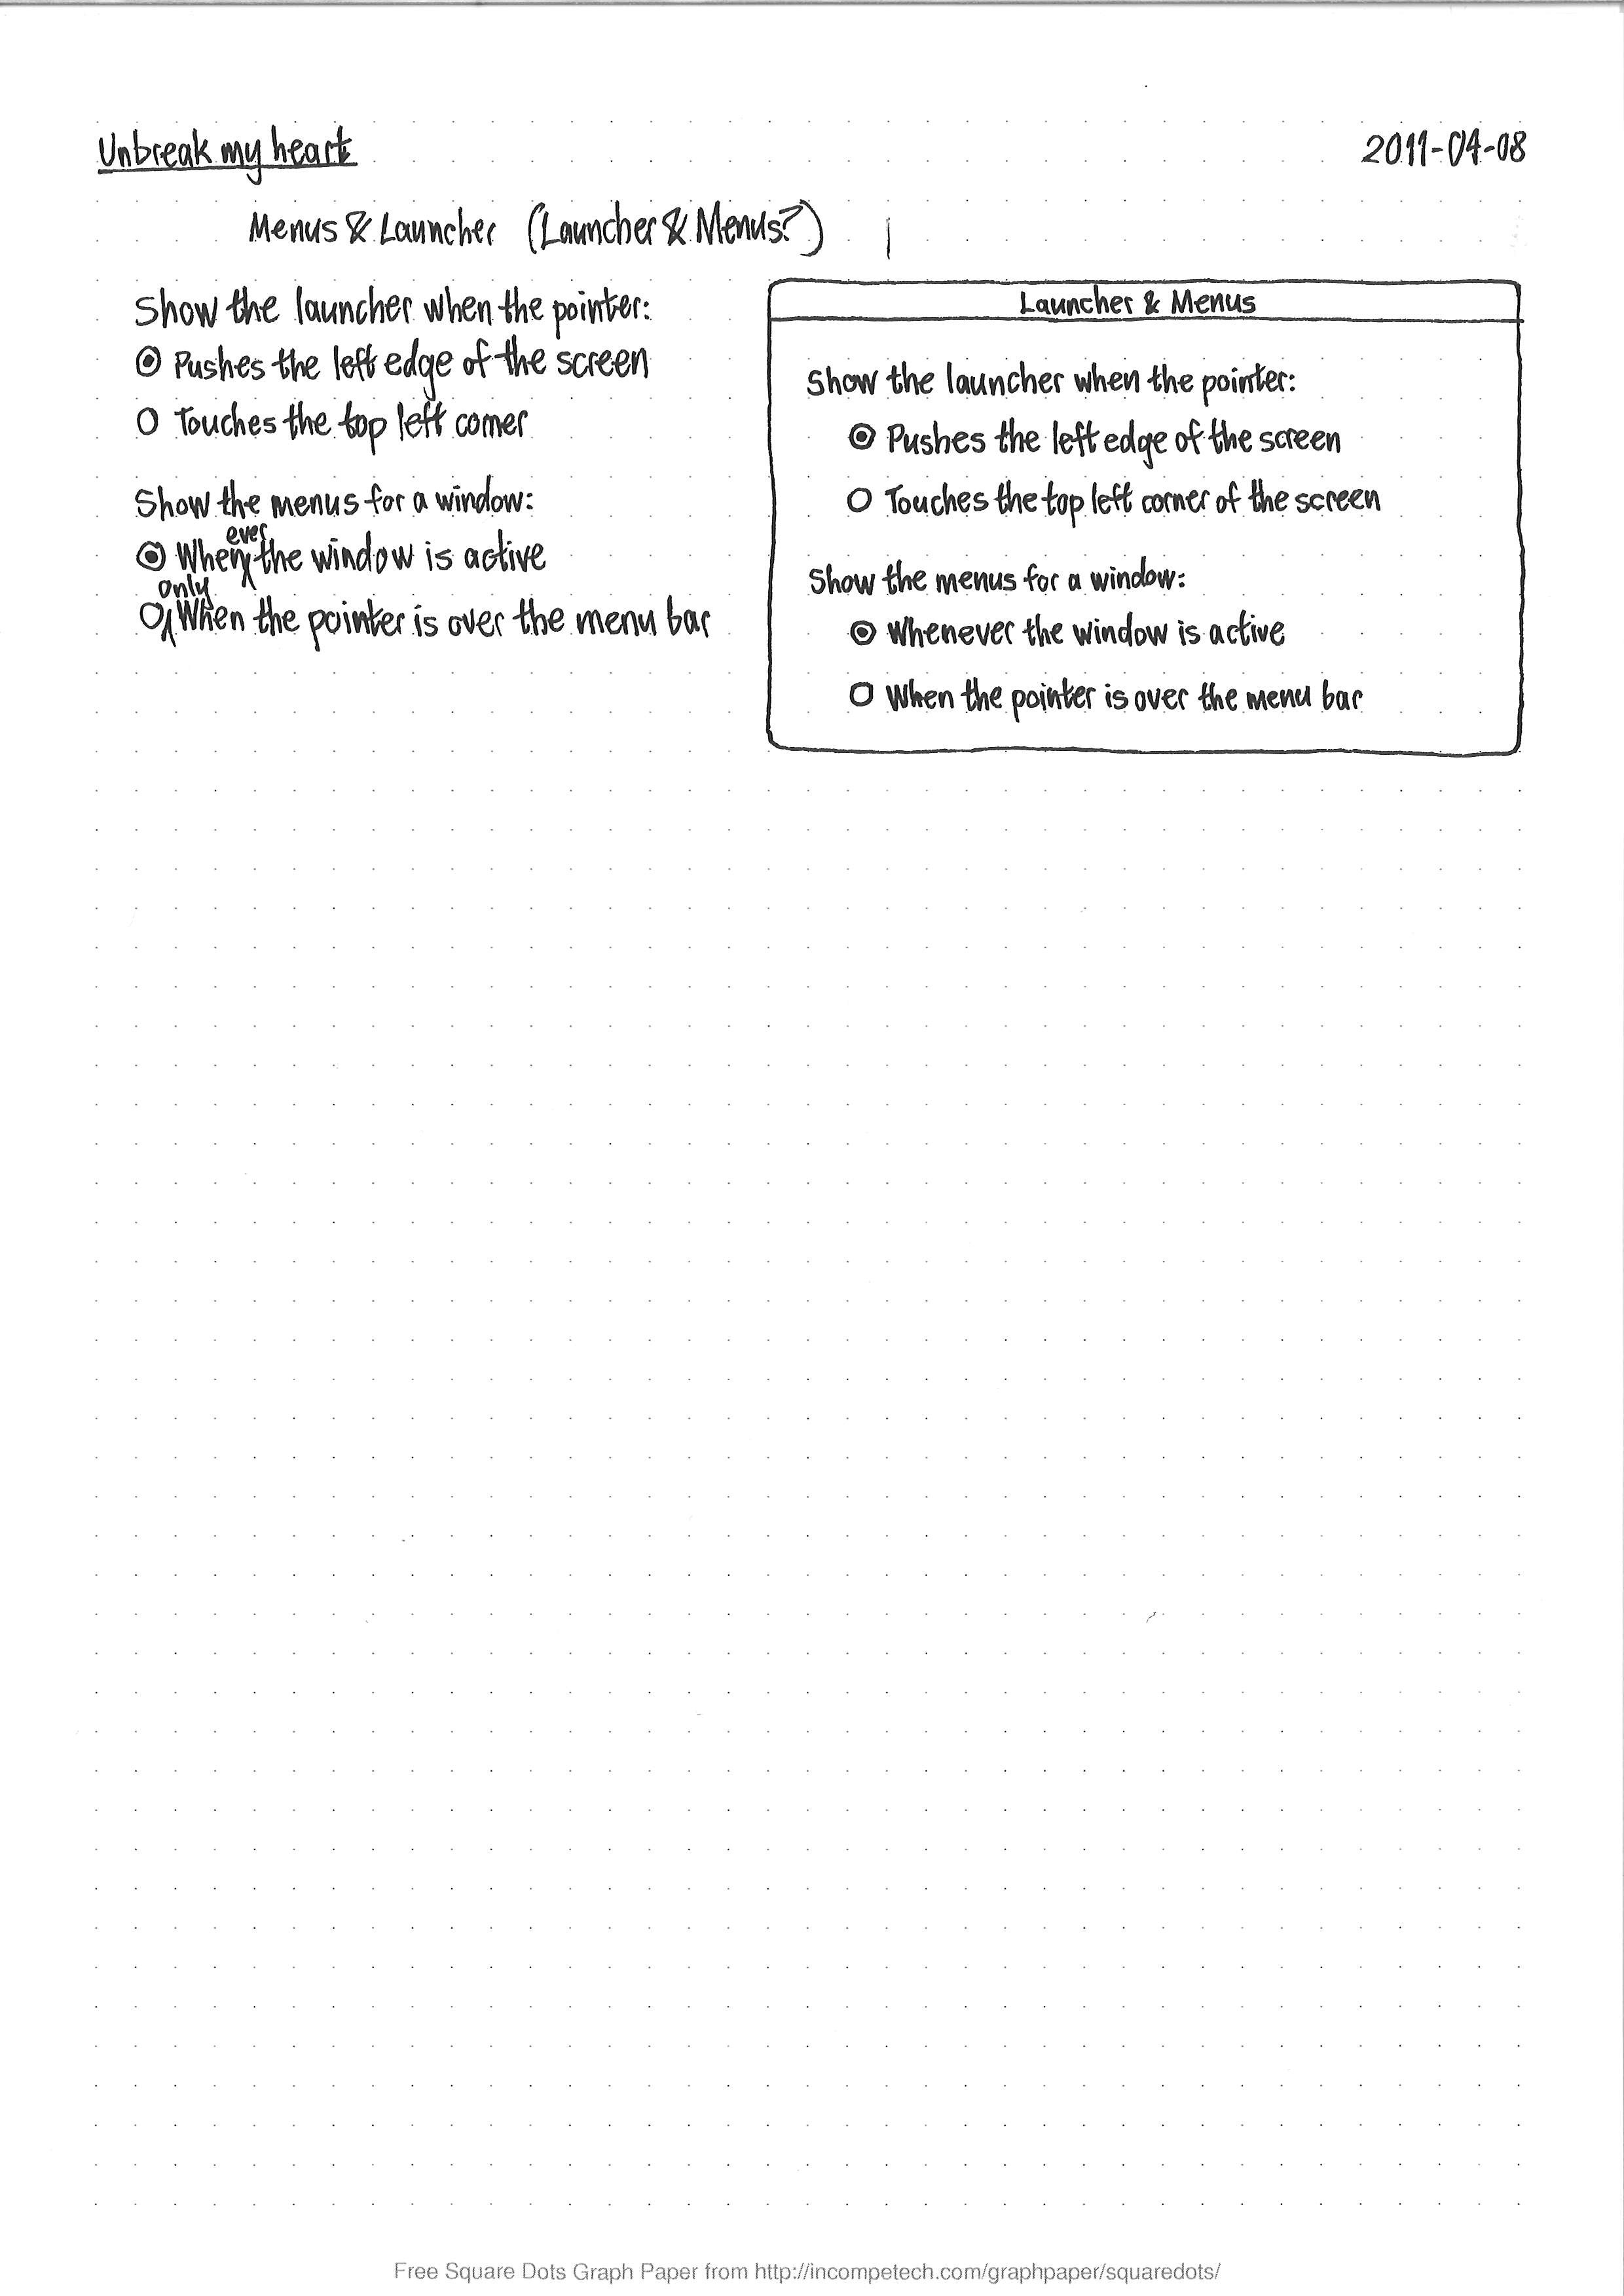 Unbreak my heart
2011-04-08
Menus & Launcher (Launcher & Menus?)
Show the launcher when the pointer:
Pushes the left edge of the screen
Touches the top left corner
Show the menus for a window:
Whenever the window is active
only When the pointer is over the menu bar
Launcher & Menus
Show the launcher when the pointer:
Pushes the left edge of the screen
Touches the top left corner of the screen
Show the menus for a window:
Whenever the window is active
When the pointer is over the menu bar
Free Square Dots Graph Paper from http://incompetech.com/graphpaper/squaredots/